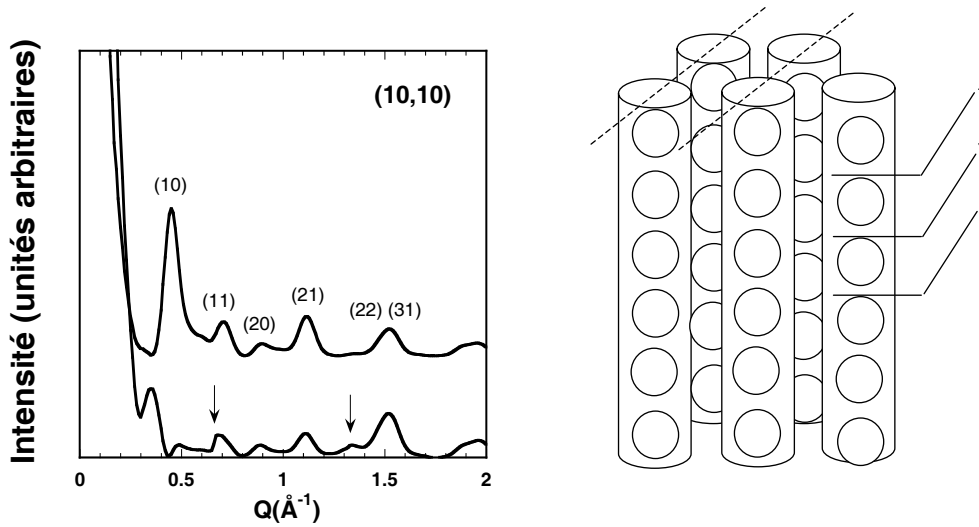 Intensité (unités arbitraires)
(10,10)
(10)
(11)
(20)
(21)
(22) (31)
0 0.5 1 1.5 2
Q(Å⁻¹)